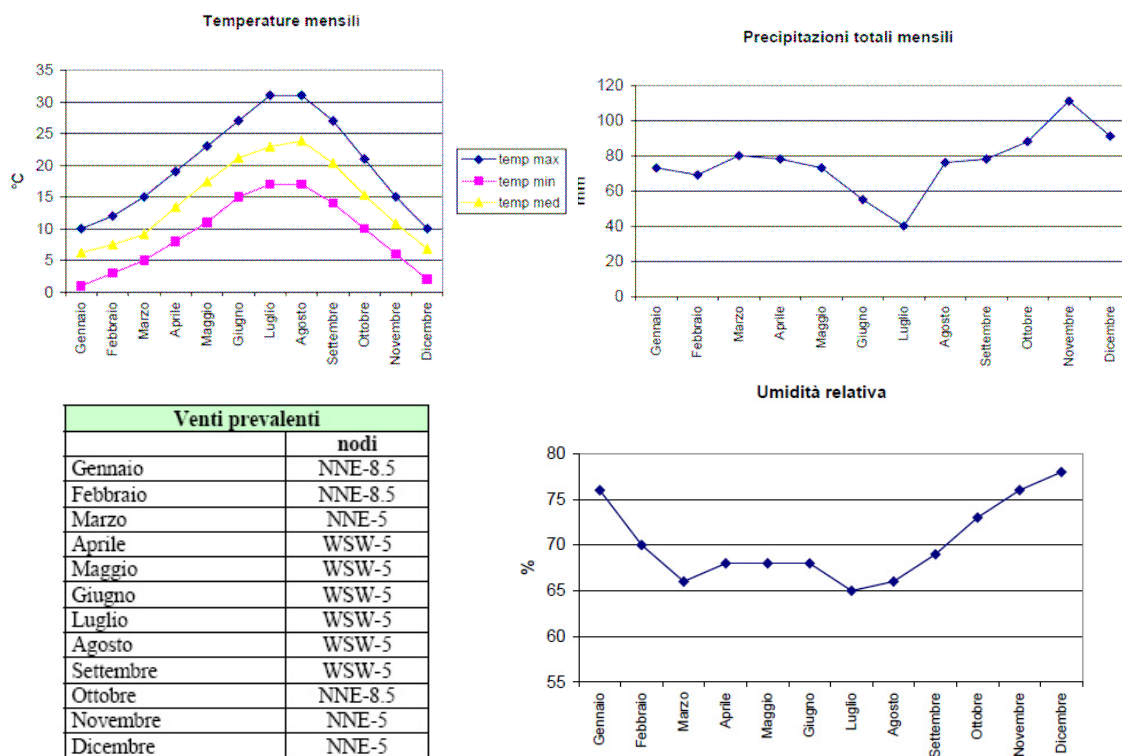 Temperature mensili
35
30
25
20
15
10
5
0
°C
Gennaio
Febbraio
Marzo
Aprile
Maggio
Giugno
Luglio
Agosto
Settembre
Ottobre
Novembre
Dicembre
temp max
temp min
temp med
Precipitazioni totali mensili
120
100
80
60
40
20
0
mm
Gennaio
Febbraio
Marzo
Aprile
Maggio
Giugno
Luglio
Agosto
Settembre
Ottobre
Novembre
Dicembre
Venti prevalenti
nodi
Gennaio NNE-8.5
Febbraio NNE-8.5
Marzo NNE-5
Aprile WSW-5
Maggio WSW-5
Giugno WSW-5
Luglio WSW-5
Agosto WSW-5
Settembre WSW-5
Ottobre NNE-8.5
Novembre NNE-5
Dicembre NNE-5
Umidità relativa
80
75
70
65
60
55
%
Gennaio
Febbraio
Marzo
Aprile
Maggio
Giugno
Luglio
Agosto
Settembre
Ottobre
Novembre
Dicembre